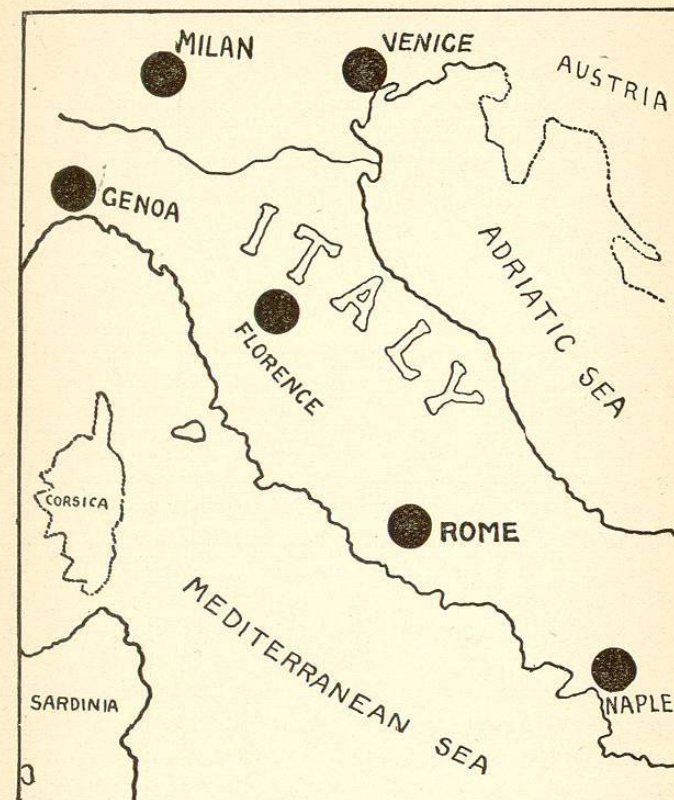 MILAN
VENICE
AUSTRIA
GENOA
ITALY
ADRIATIC SEA
FLORENCE
CORSICA
ROME
MEDITERRANEAN SEA
SARDINIA
NAPLE